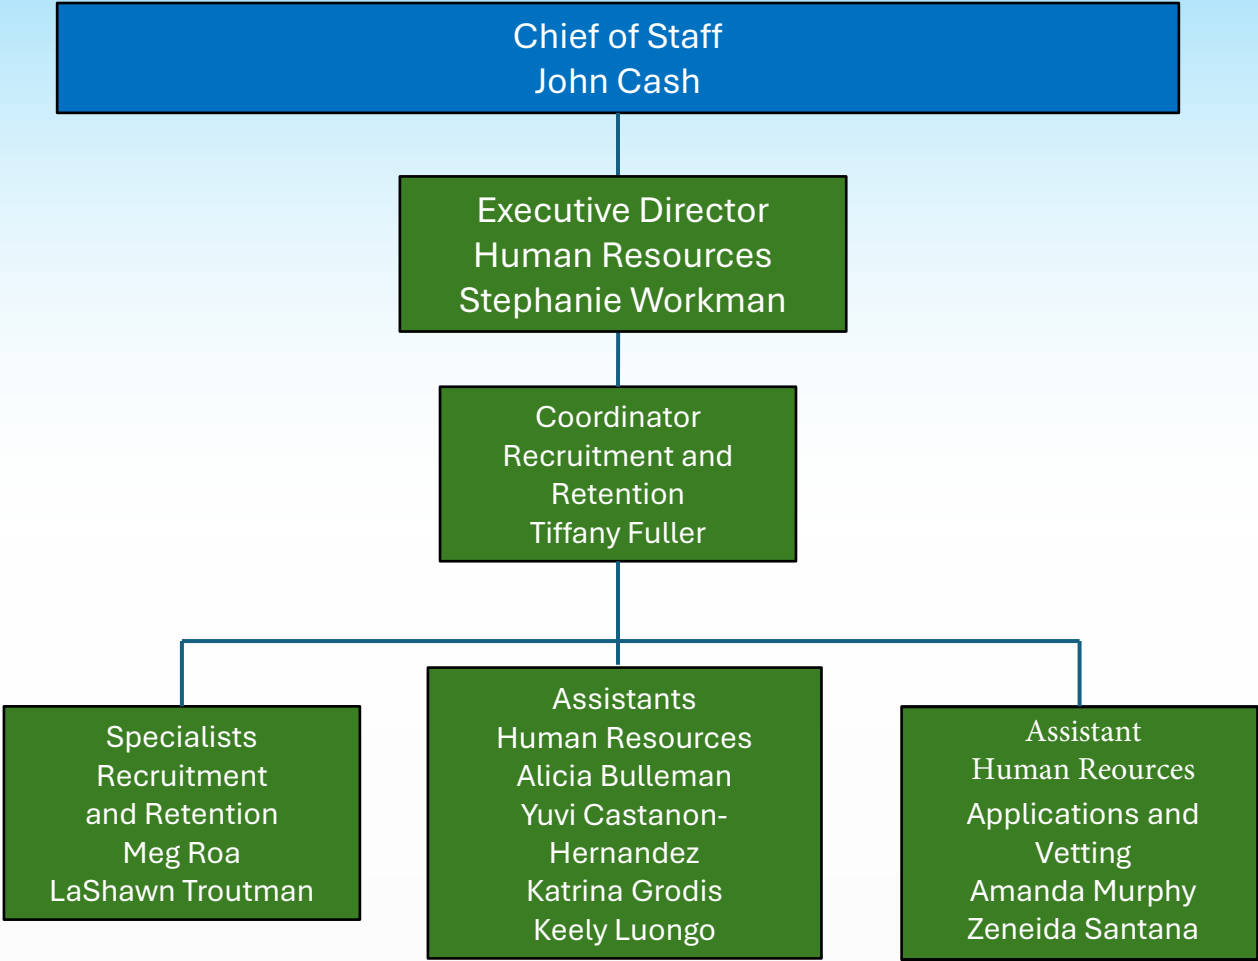 Chief of Staff
John Cash
Executive Director
Human Resources
Stephanie Workman
Coordinator
Recruitment and
Retention
Tiffany Fuller
Specialists
Recruitment
and Retention
Meg Roa
LaShawn Troutman
Assistants
Human Resources
Alicia Bulleman
Yuvi Castanon-
Hernandez
Katrina Grodis
Keely Luongo
Assistant
Human Reources
Applications and
Vetting
Amanda Murphy
Zeneida Santana